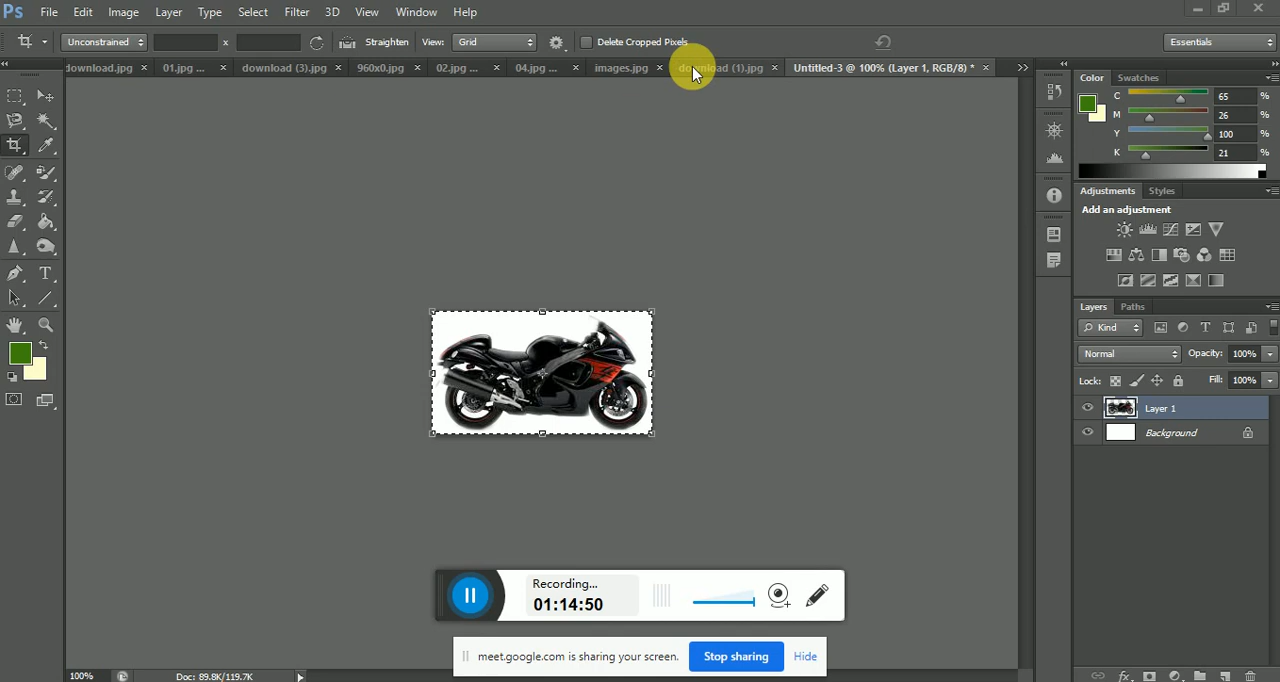 Ps File Edit Image Layer Type Select Filter 3D View Window Help
Unconstrained x Straighten View: Grid Delete Cropped Pixels Essentials
download.jpg × 01.jpg ... × download (3).jpg × 960x0.jpg × 02.jpg ... × 04.jpg ... × images.jpg × download (1).jpg × Untitled-3 @ 100% (Layer 1, RGB/8) * × >>
Color Swatches
C 65 %
M 26 %
Y 100 %
K 21 %
Adjustments Styles
Add an adjustment
Layers Paths
Kind
Normal Opacity: 100%
Lock: Fill: 100%
Layer 1
Background
Recording...
01:14:50
meet.google.com is sharing your screen. Stop sharing Hide
100% Doc: 89.8K/119.7K